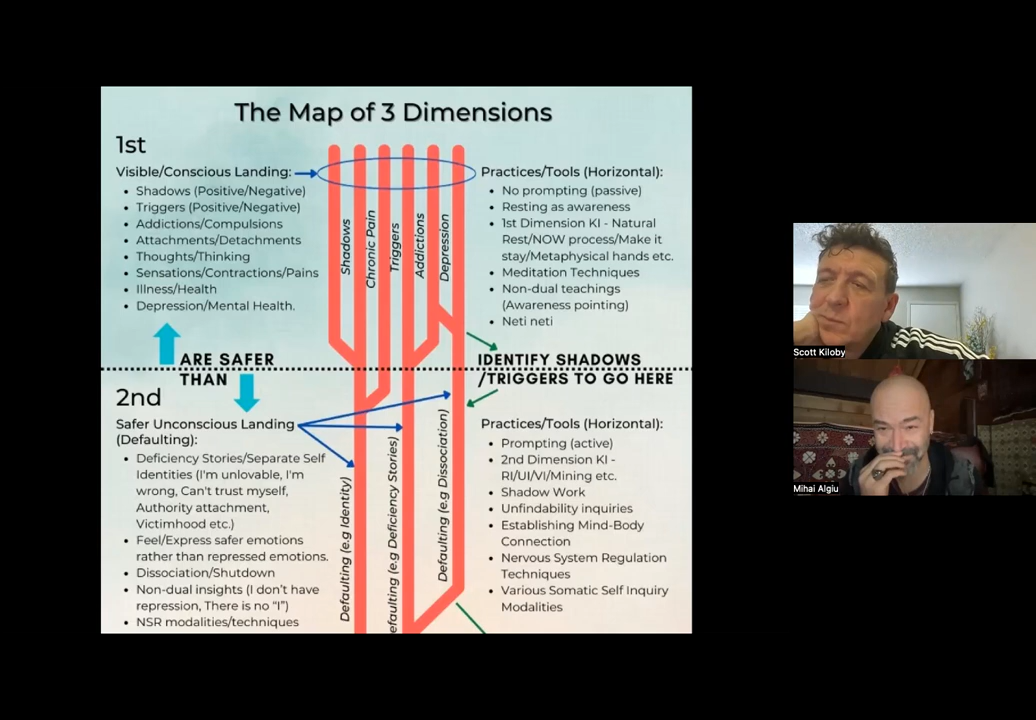 The Map of 3 Dimensions
1st
Visible/Conscious Landing:
• Shadows (Positive/Negative)
• Triggers (Positive/Negative)
• Addictions/Compulsions
• Attachments/Detachments
• Thoughts/Thinking
• Sensations/Contractions/Pains
• Illness/Health
• Depression/Mental Health.
Shadows
Chronic Pain
Triggers
Addictions
Depression
Practices/Tools (Horizontal):
• No prompting (passive)
• Resting as awareness
• 1st Dimension KI - Natural
Rest/NOW process/Make it
stay/Metaphysical hands etc.
• Meditation Techniques
• Non-dual teachings
(Awareness pointing)
• Neti neti
ARE SAFER
THAN
IDENTIFY SHADOWS
/TRIGGERS TO GO HERE
2nd
Safer Unconscious Landing
(Defaulting):
• Deficiency Stories/Separate Self
Identities (I'm unlovable, I'm
wrong, Can't trust myself,
Authority attachment,
Victimhood etc.)
• Feel/Express safer emotions
rather than repressed emotions.
• Dissociation/Shutdown
• Non-dual insights (I don't have
repression, There is no "I")
• NSR modalities/techniques
Defaulting (e.g Identity)
efaulting (e.g Deficiency Stories)
Defaulting (e.g Dissociation)
Practices/Tools (Horizontal):
• Prompting (active)
• 2nd Dimension KI -
RI/UI/VI/Mining etc.
• Shadow Work
• Unfindability inquiries
• Establishing Mind-Body
Connection
• Nervous System Regulation
Techniques
• Various Somatic Self Inquiry
Modalities
Scott Kiloby
Mihai Algiu